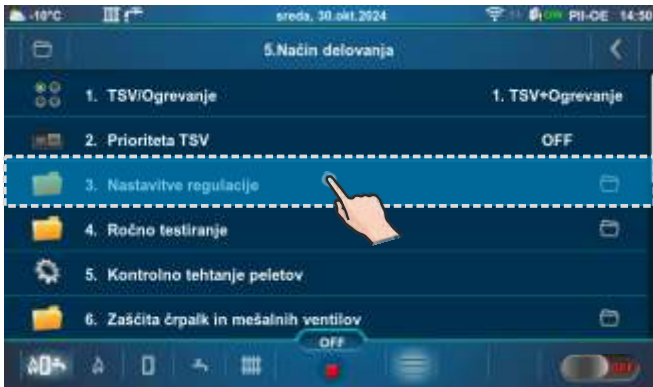 -10°C sreda, 30.okt.2024 PII-OE 14:50
5.Način delovanja
1. TSV/Ogrevanje 1. TSV+Ogrevanje
2. Prioriteta TSV OFF
3. Nastavitve regulacije
4. Ročno testiranje
5. Kontrolno tehtanje peletov
6. Zaščita črpalk in mešalnih ventilov
OFF
OFF